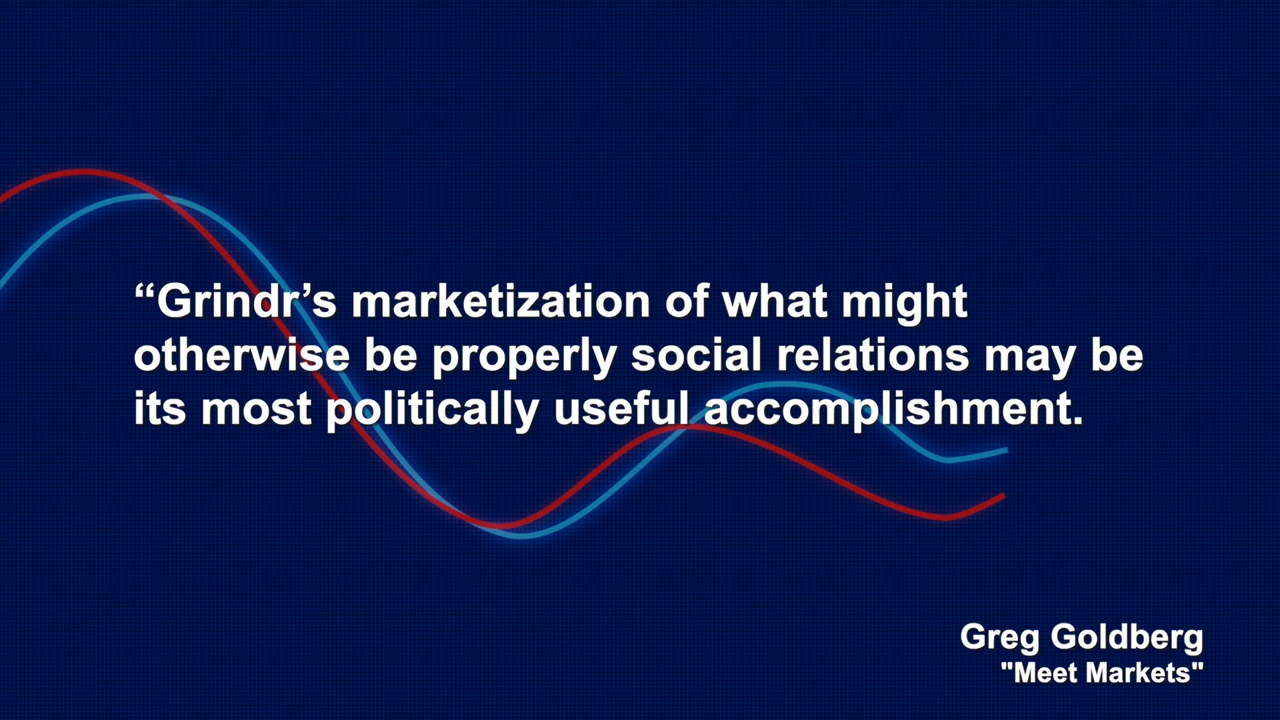 “Grindr’s marketization of what might
otherwise be properly social relations may be
its most politically useful accomplishment.
Greg Goldberg
"Meet Markets"